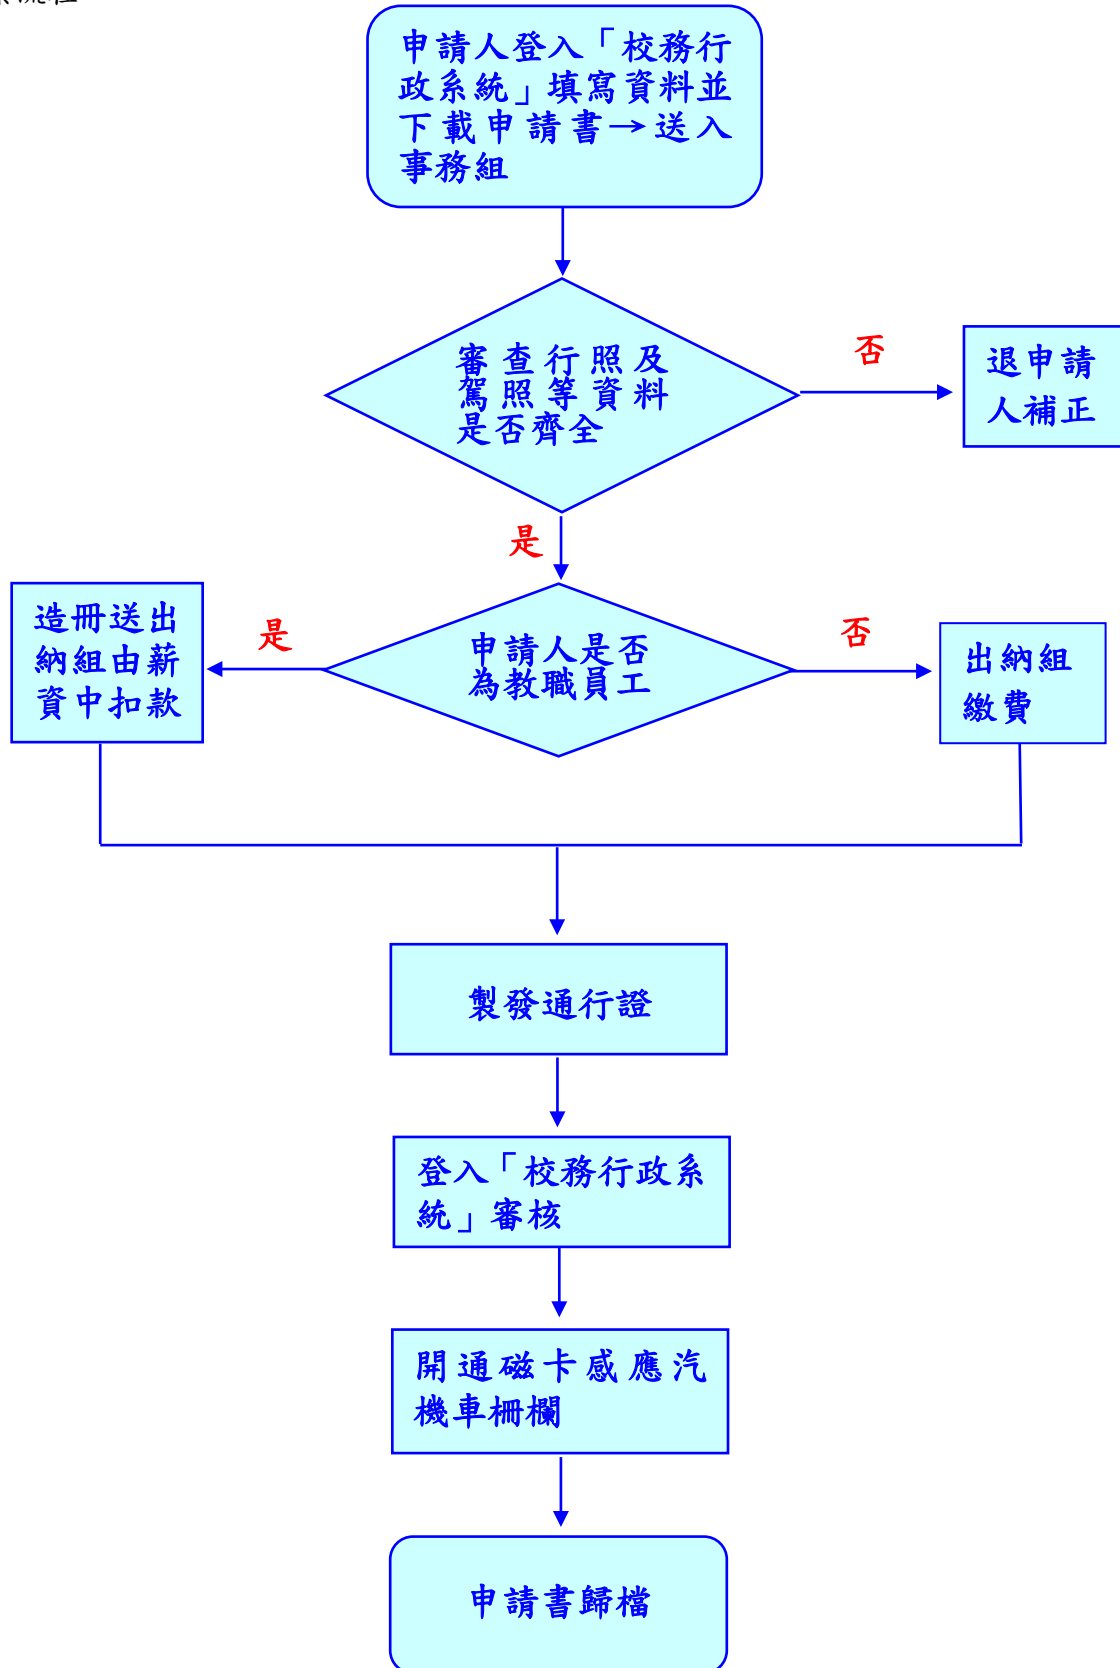 申請人登入「校務行
政系統」填寫資料並
下載申請書→送入
事務組
審查行照及
駕照等資料
是否齊全
否
退申請
人補正
是
造冊送出
納組由薪
資中扣款
是
申請人是否
為教職員工
否
出納組
繳費
製發通行證
登入「校務行政系
統」審核
開通磁卡感應汽
機車柵欄
申請書歸檔